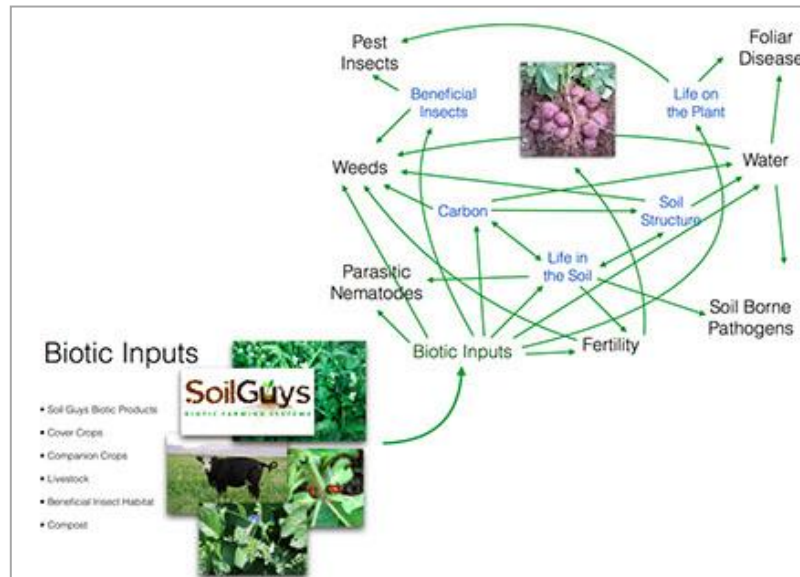 Pest
Insects
Foliar
Disease
Beneficial
Insects
Life on
the Plant
Weeds
Water
Carbon
Soil
Structure
Life in
the Soil
Parasitic
Nematodes
Soil Borne
Pathogens
Biotic Inputs
Fertility
Biotic Inputs
SoilGuys
BIOTIC FARMING SYSTEMS
• Soil Guys Biotic Products
• Cover Crops
• Companion Crops
• Livestock
• Beneficial Insect Habitat
• Compost